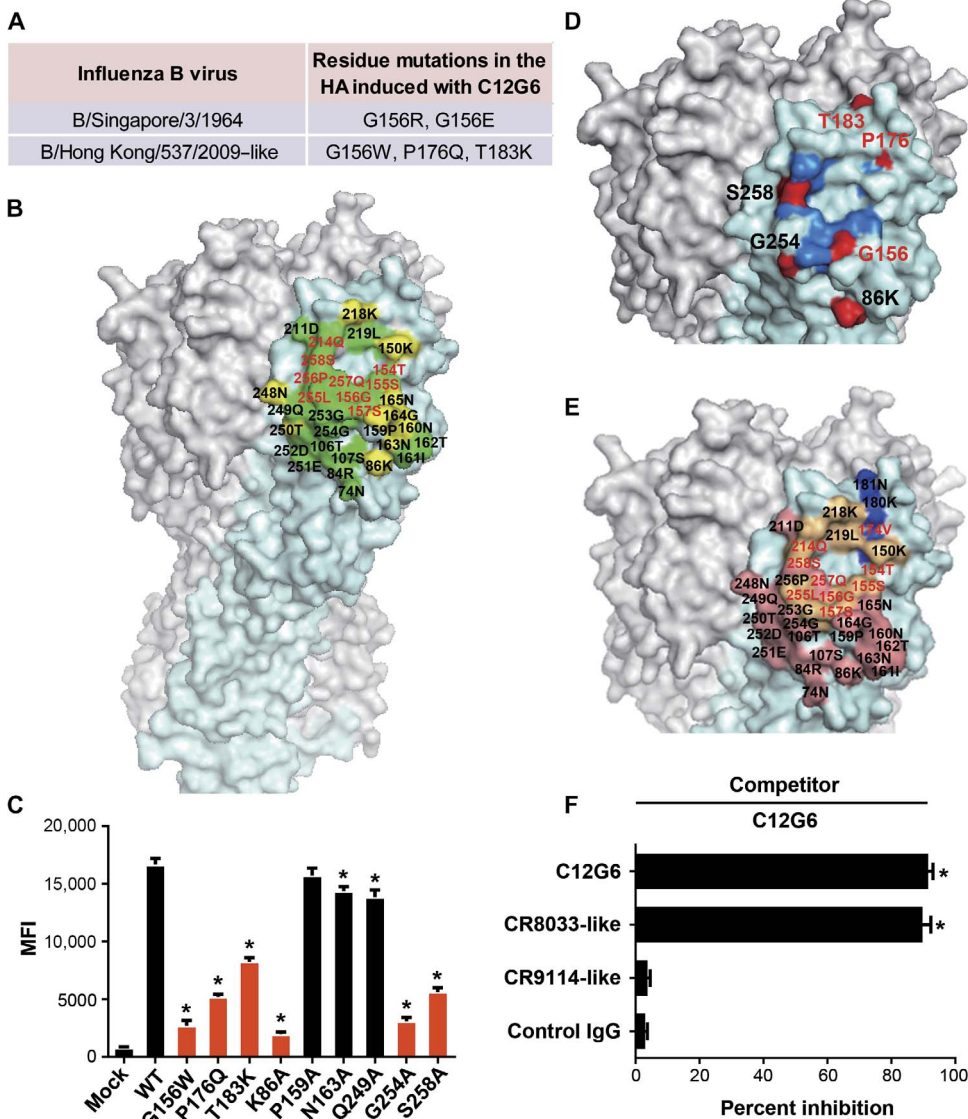 A
Influenza B virus
Residue mutations in the
HA induced with C12G6
B/Singapore/3/1964
G156R, G156E
B/Hong Kong/537/2009–like
G156W, P176Q, T183K
B
218K
211D
219L
214Q
150K
258S
154T
256P
257Q
155S
248N
255L
156G
165N
249Q
253G
157S
164G
250T
254G
159P
160N
252D
106T
163N
162T
251E
107S
161I
84R
86K
74N
C
20,000
15,000
10,000
5000
0
MFI
*
*
*
*
*
*
*
*
Mock
WT
G156W
P176Q
T183K
K86A
P159A
N163A
Q249A
G254A
S258A
D
T183
P176
S258
G254
G156
86K
E
181N
180K
218K
211D
219L
174V
214Q
150K
258S
154T
256P
257Q
155S
248N
255L
156G
249Q
253G
157S
165N
250T
254G
164G
252D
106T
159P
160N
251E
107S
162T
84R
86K
163N
161I
74N
F
Competitor
C12G6
C12G6
*
CR8033-like
*
CR9114-like
Control IgG
0
20
40
60
80
100
Percent inhibition